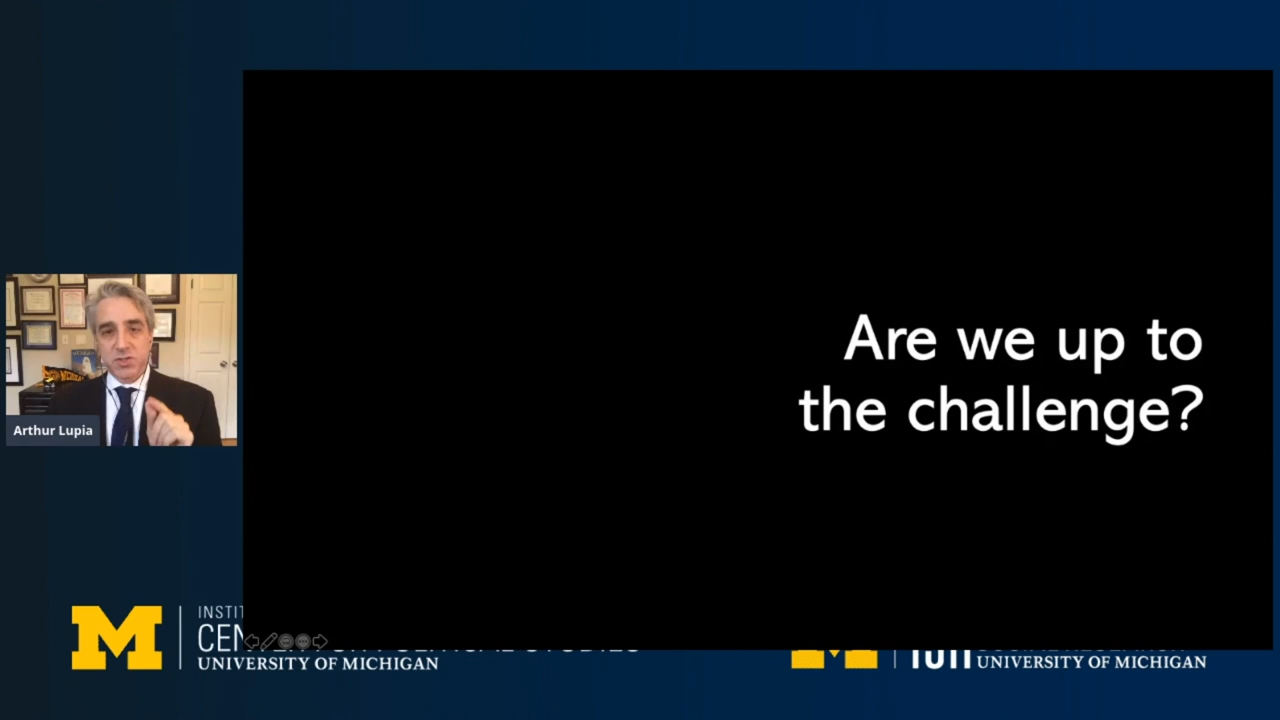 Are we up to
the challenge?
Arthur Lupia
M
UNIVERSITY OF MICHIGAN
UNIVERSITY OF MICHIGAN